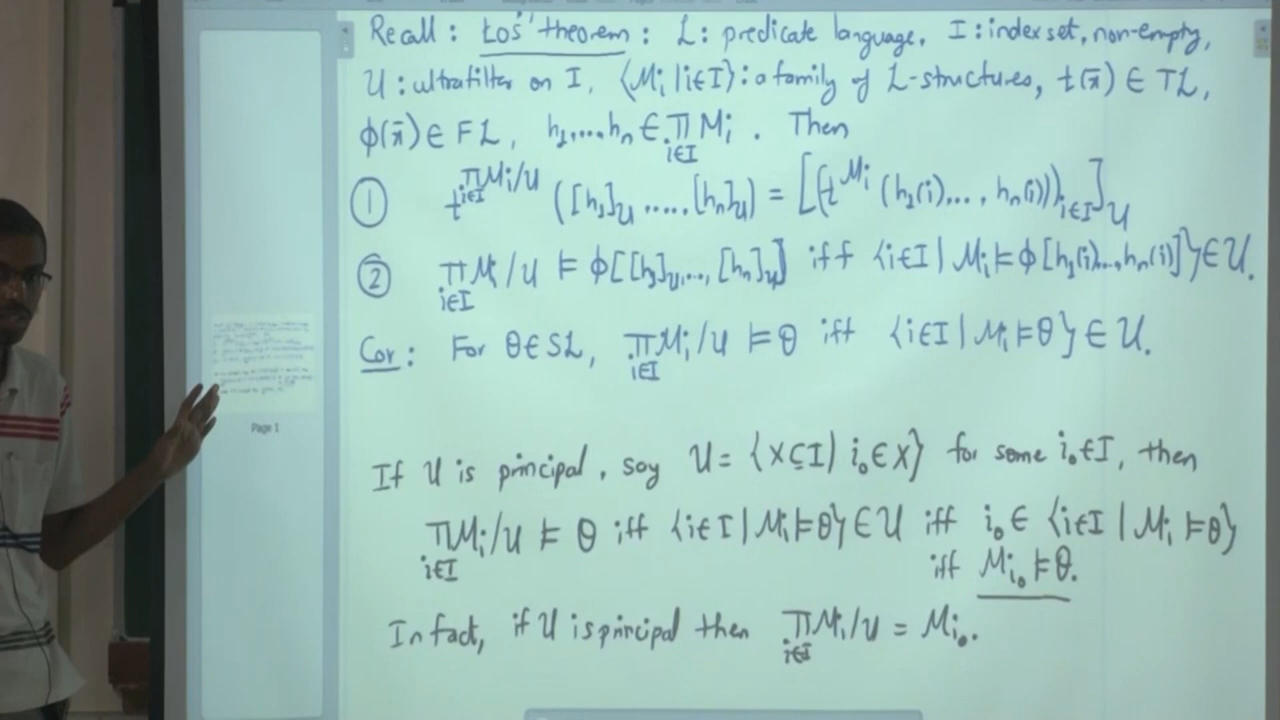 Recall : Łoś' theorem : L : predicate language, I : index set, non-empty,
U : ultrafilter on I, {Mᵢ | i∈I} : a family of L-structures, t(x̄) ∈ TL,
ϕ(x̄) ∈ FL, h₁,...,hₙ ∈ ∏_{i∈I} Mᵢ . Then
① t^{∏_{i∈I} Mᵢ/U} ([h₁]_U, ....., [hₙ]_U) = [(t^{Mᵢ} (h₁(i),..., hₙ(i)))_{i∈I}]_U
② ∏_{i∈I} Mᵢ/U ⊨ ϕ[[h₁]_U,..., [hₙ]_U] iff {i∈I | Mᵢ ⊨ ϕ[h₁(i),...,hₙ(i)]} ∈ U.
Cor : For θ∈SL, ∏_{i∈I} Mᵢ/U ⊨ θ iff {i∈I | Mᵢ ⊨ θ} ∈ U.
If U is principal, say U = {X⊆I | i₀∈X} for some i₀∈I, then
∏_{i∈I} Mᵢ/U ⊨ θ iff {i∈I | Mᵢ ⊨ θ} ∈ U iff i₀ ∈ {i∈I | Mᵢ ⊨ θ}
iff M_{i₀} ⊨ θ.
In fact, if U is principal then ∏_{i∈I} Mᵢ/U = M_{i₀}.
Page 1